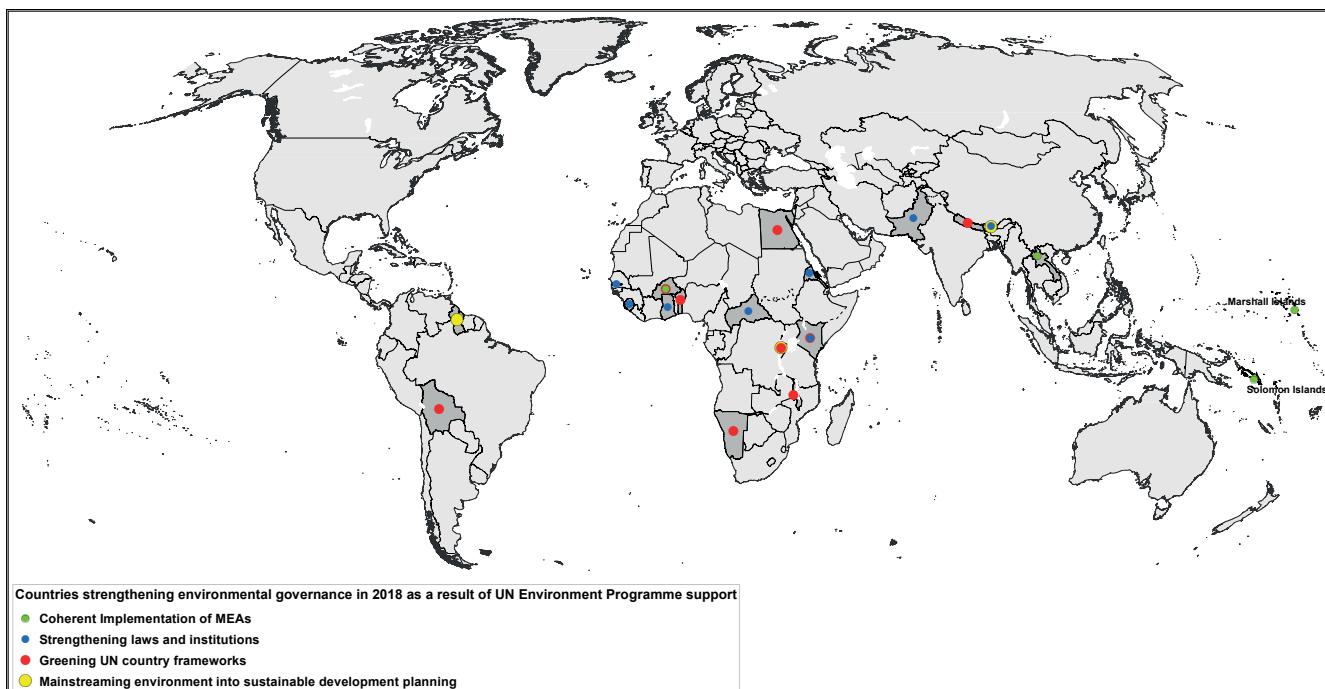 Marshall Islands
Solomon Islands
Countries strengthening environmental governance in 2018 as a result of UN Environment Programme support
Coherent Implementation of MEAs
Strengthening laws and institutions
Greening UN country frameworks
Mainstreaming environment into sustainable development planning